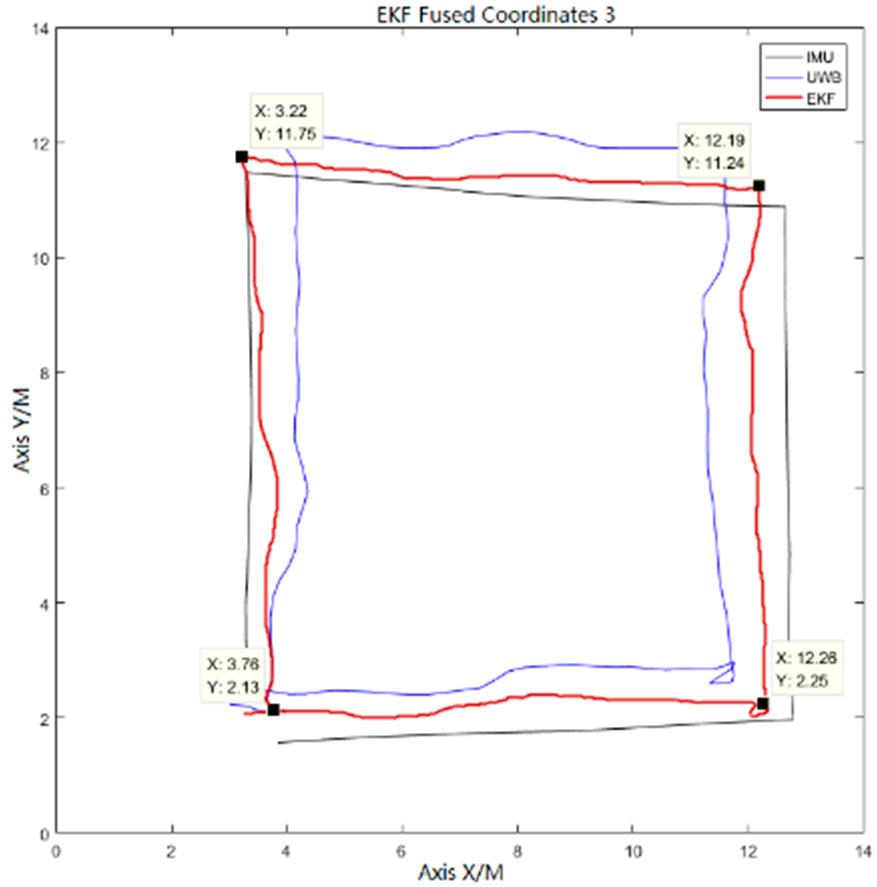 EKF Fused Coordinates 3
14
IMU
UWB
EKF
X: 3.22
Y: 11.75
X: 12.19
Y: 11.24
12
10
8
Axis Y/M
6
4
X: 3.76
Y: 2.13
X: 12.26
Y: 2.25
2
0
0 2 4 6 8 10 12 14
Axis X/M